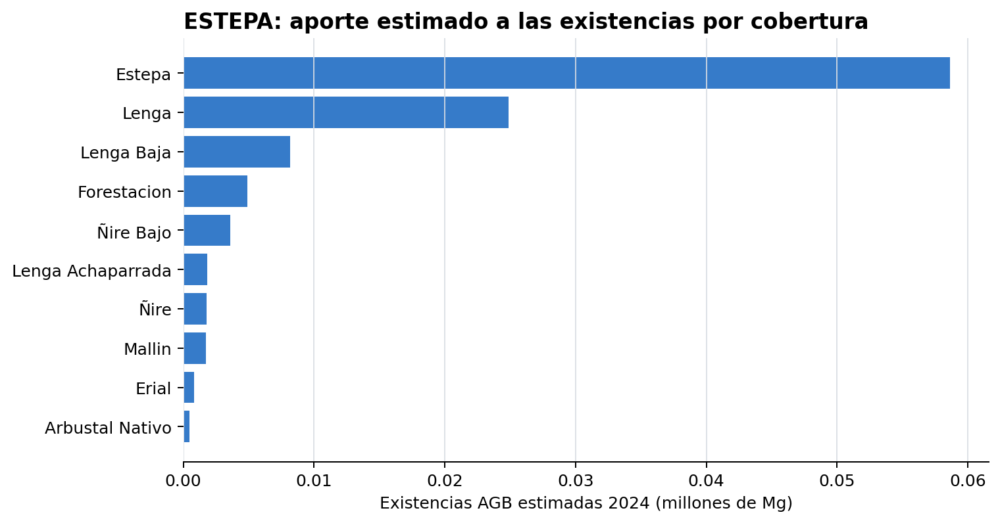 ESTEPA: aporte estimado a las existencias por cobertura
Estepa
Lenga
Lenga Baja
Forestacion
Ñire Bajo
Lenga Achaparrada
Ñire
Mallin
Erial
Arbustal Nativo
0.00 0.01 0.02 0.03 0.04 0.05 0.06
Existencias AGB estimadas 2024 (millones de Mg)